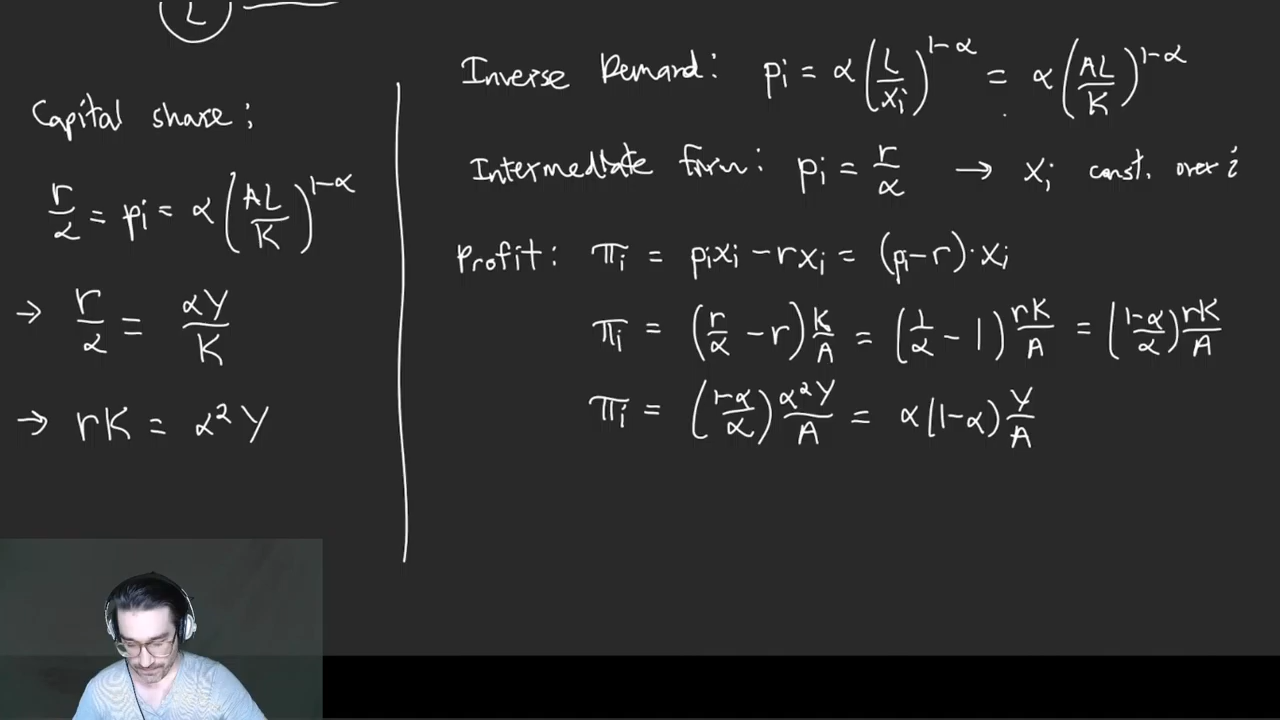 L
Capital share:
r/α = pi = α(AL/K)^1-α
→ r/α = αY/K
→ rK = α²Y
Inverse Demand: pi = α(L/xi)^1-α = α(AL/K)^1-α
Intermediate firm: pi = r/α → xi const. over i
Profit: πi = pixi - rxi = (pi-r)·xi
πi = (r/α - r)K/A = (1/α - 1)rK/A = (1-α/α)rK/A
πi = (1-α/α)α²Y/A = α(1-α)Y/A